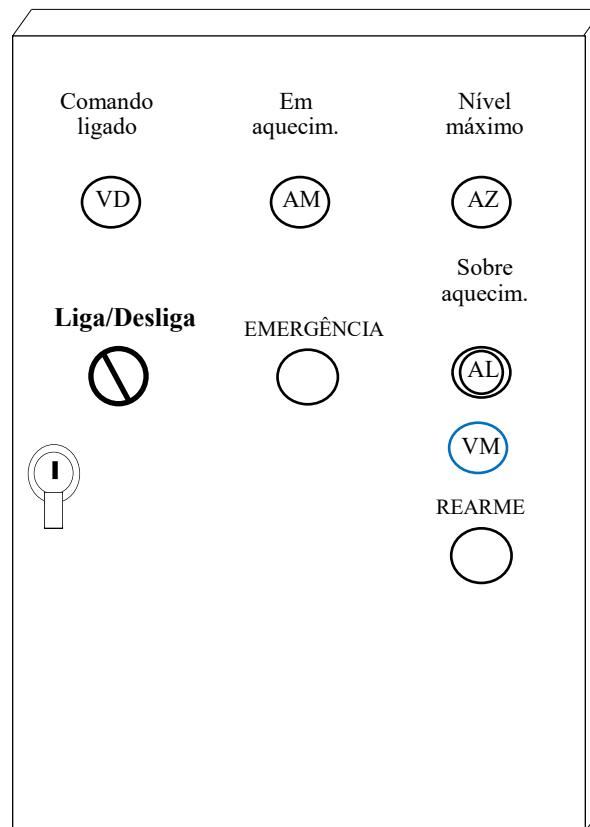 Comando
ligado
Em
aquecim.
Nível
máximo
VD
AM
AZ
Sobre
aquecim.
Liga/Desliga
EMERGÊNCIA
AL
VM
REARME